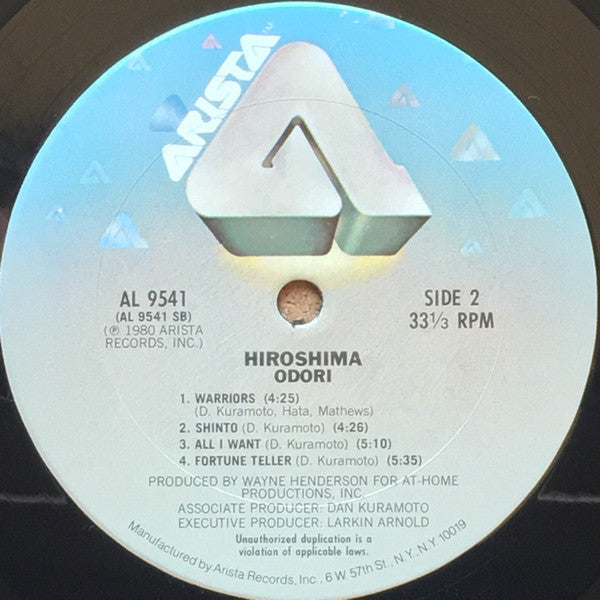 ARISTA™
AL 9541
(AL 9541 SB)
(℗ 1980 ARISTA
RECORDS, INC.)
SIDE 2
33⅓ RPM
HIROSHIMA
ODORI
1. WARRIORS (4:25)
(D. Kuramoto, Hata, Mathews)
2. SHINTO (D. Kuramoto) (4:26)
3. ALL I WANT (D. Kuramoto) (5:10)
4. FORTUNE TELLER (D. Kuramoto) (5:35)
PRODUCED BY WAYNE HENDERSON FOR AT-HOME
PRODUCTIONS, INC.
ASSOCIATE PRODUCER: DAN KURAMOTO
EXECUTIVE PRODUCER: LARKIN ARNOLD
Unauthorized duplication is a
violation of applicable laws.
Manufactured by Arista Records, Inc., 6 W. 57th St., N.Y., N.Y. 10019